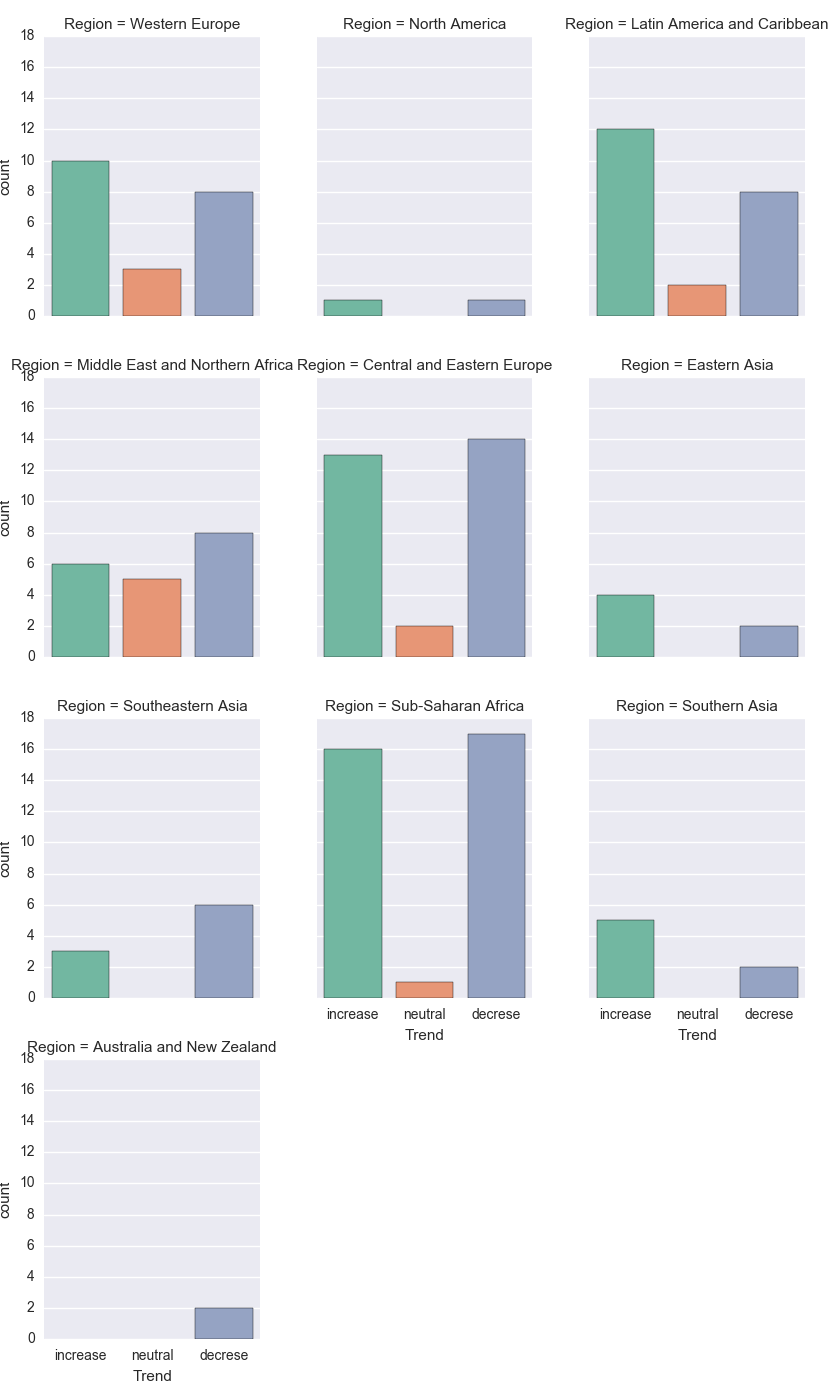 Region = Western Europe
Region = North America
Region = Latin America and Caribbean
18
16
14
12
10
8
6
4
2
0
count
Region = Middle East and Northern Africa
Region = Central and Eastern Europe
Region = Eastern Asia
18
16
14
12
10
8
6
4
2
0
count
Region = Southeastern Asia
Region = Sub-Saharan Africa
Region = Southern Asia
18
16
14
12
10
8
6
4
2
0
count
increase neutral decrese
Trend
increase neutral decrese
Trend
Region = Australia and New Zealand
18
16
14
12
10
8
6
4
2
0
count
increase neutral decrese
Trend